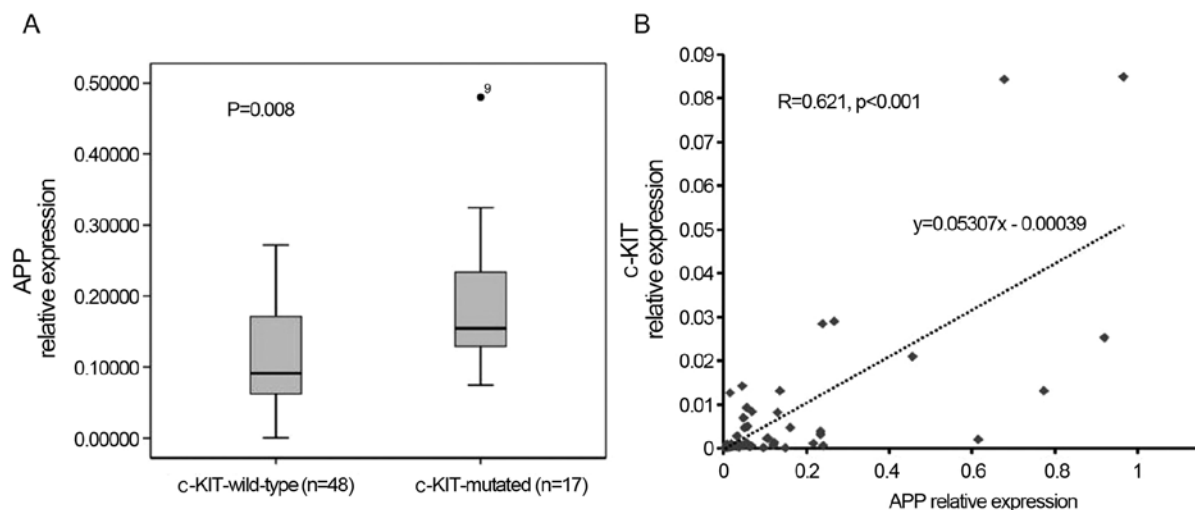 A
P=0.008
9
0.50000
0.40000
0.30000
0.20000
0.10000
0.00000
APP
relative expression
c-KIT-wild-type (n=48)
c-KIT-mutated (n=17)
B
R=0.621, p<0.001
y=0.05307x - 0.00039
0.09
0.08
0.07
0.06
0.05
0.04
0.03
0.02
0.01
0
c-KIT
relative expression
0
0.2
0.4
0.6
0.8
1
APP relative expression